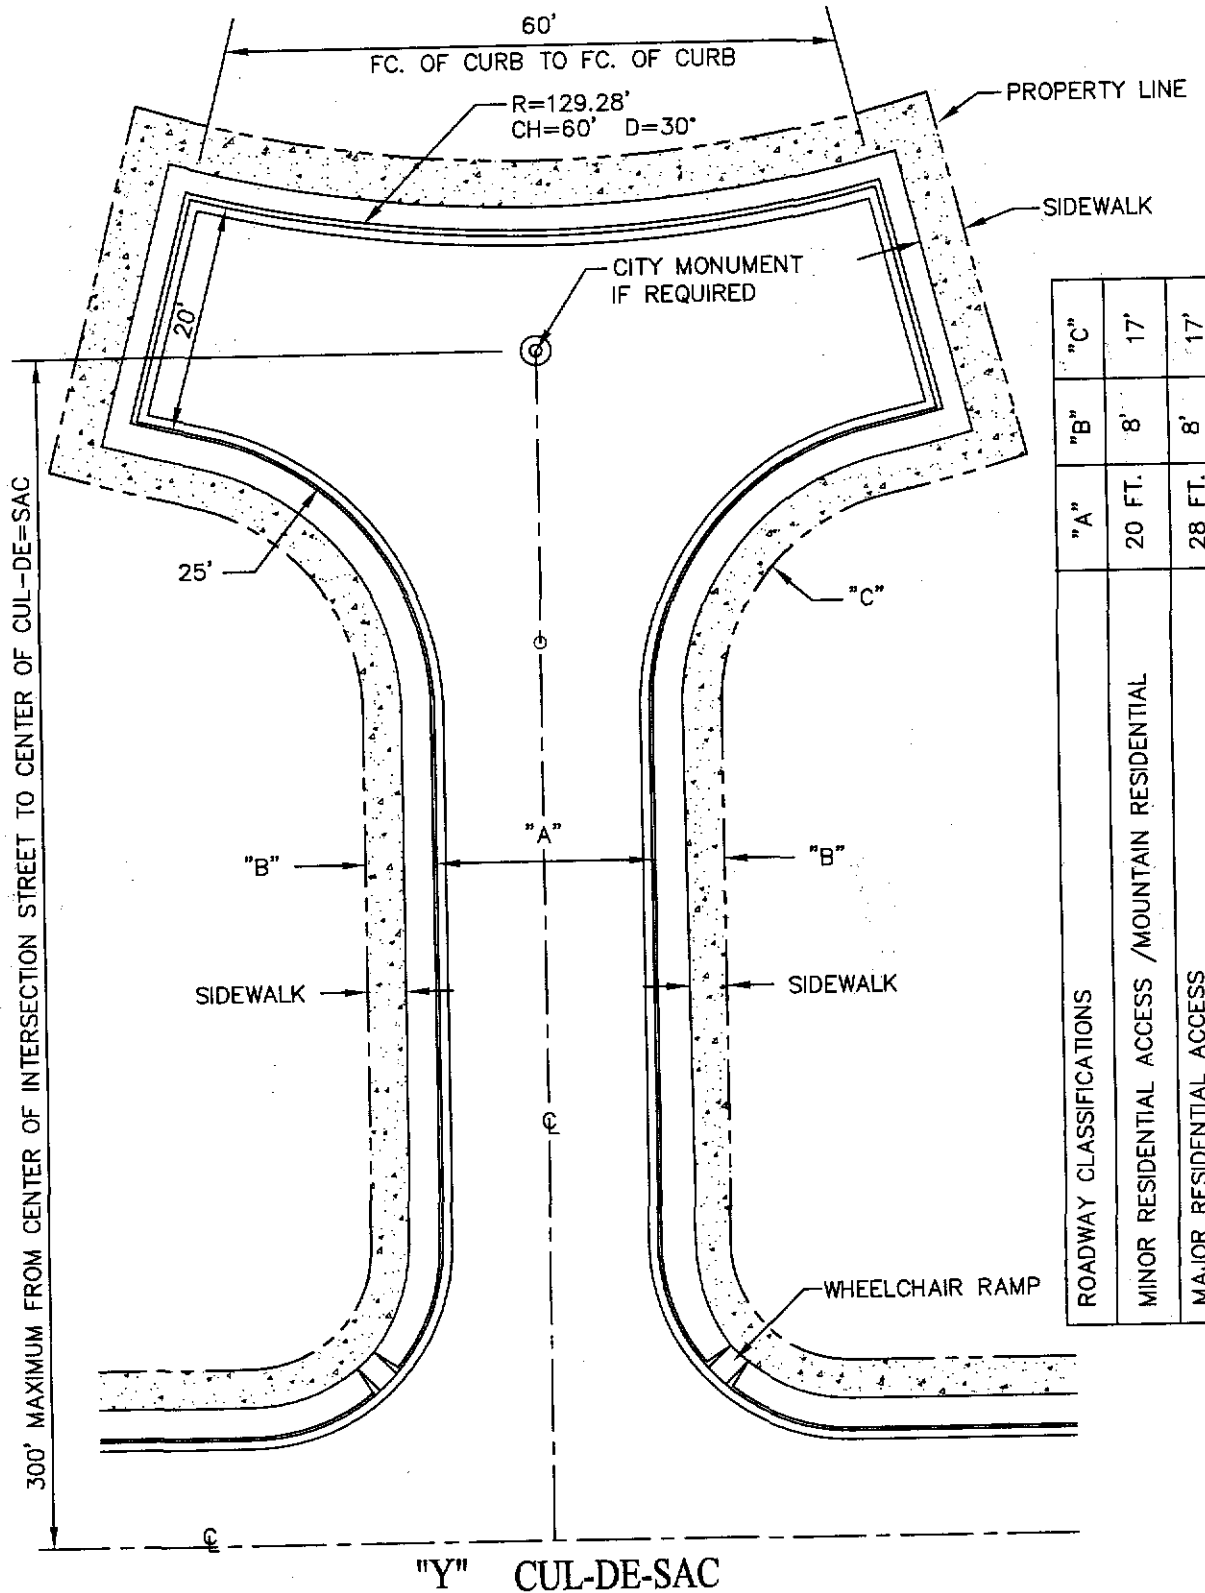 60'
FC. OF CURB TO FC. OF CURB
R=129.28'
CH=60' D=30°
PROPERTY LINE
SIDEWALK
CITY MONUMENT
IF REQUIRED
20'
25'
"C"
"A"
"B"
"B"
SIDEWALK
SIDEWALK
℄
WHEELCHAIR RAMP
℄
300' MAXIMUM FROM CENTER OF INTERSECTION STREET TO CENTER OF CUL-DE=SAC
ROADWAY CLASSIFICATIONS "A" "B" "C"
MINOR RESIDENTIAL ACCESS /MOUNTAIN RESIDENTIAL 20 FT. 8' 17'
MAJOR RESIDENTIAL ACCESS 28 FT. 8' 17'
"Y" CUL-DE-SAC